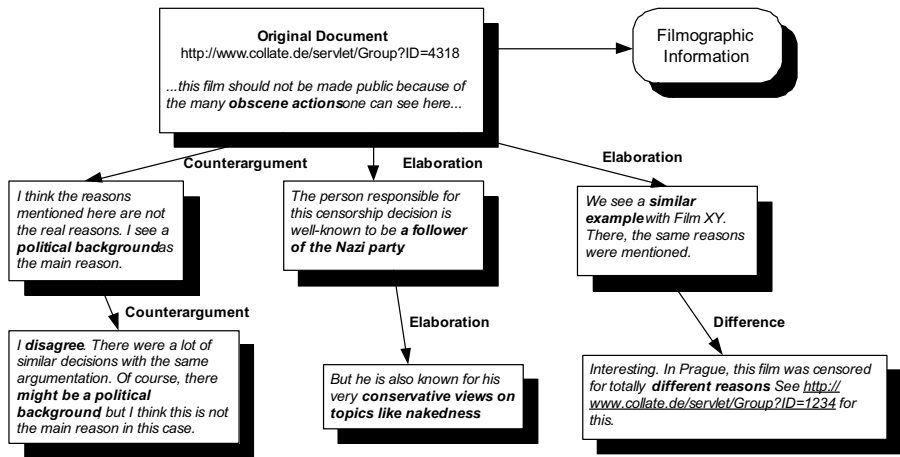 Original Document
http://www.collate.de/servlet/Group?ID=4318
...this film should not be made public because of
the many obscene actionsone can see here...
Filmographic
Information
Counterargument
Elaboration
Elaboration
I think the reasons
mentioned here are not
the real reasons. I see a
political backgroundas
the main reason.
The person responsible for
this censorship decision is
well-known to be a follower
of the Nazi party.
We see a similar
examplewith Film XY.
There, the same reasons
were mentioned.
Counterargument
Elaboration
Difference
I disagree. There were a lot of
similar decisions with the same
argumentation. Of course, there
might be a political
background, but I think this is not
the main reason in this case.
But he is also known for his
very conservative views on
topics like nakedness
Interesting. In Prague, this film was censored
for totally different reasons See http://
www.collate.de/servlet/Group?ID=1234 for
this.